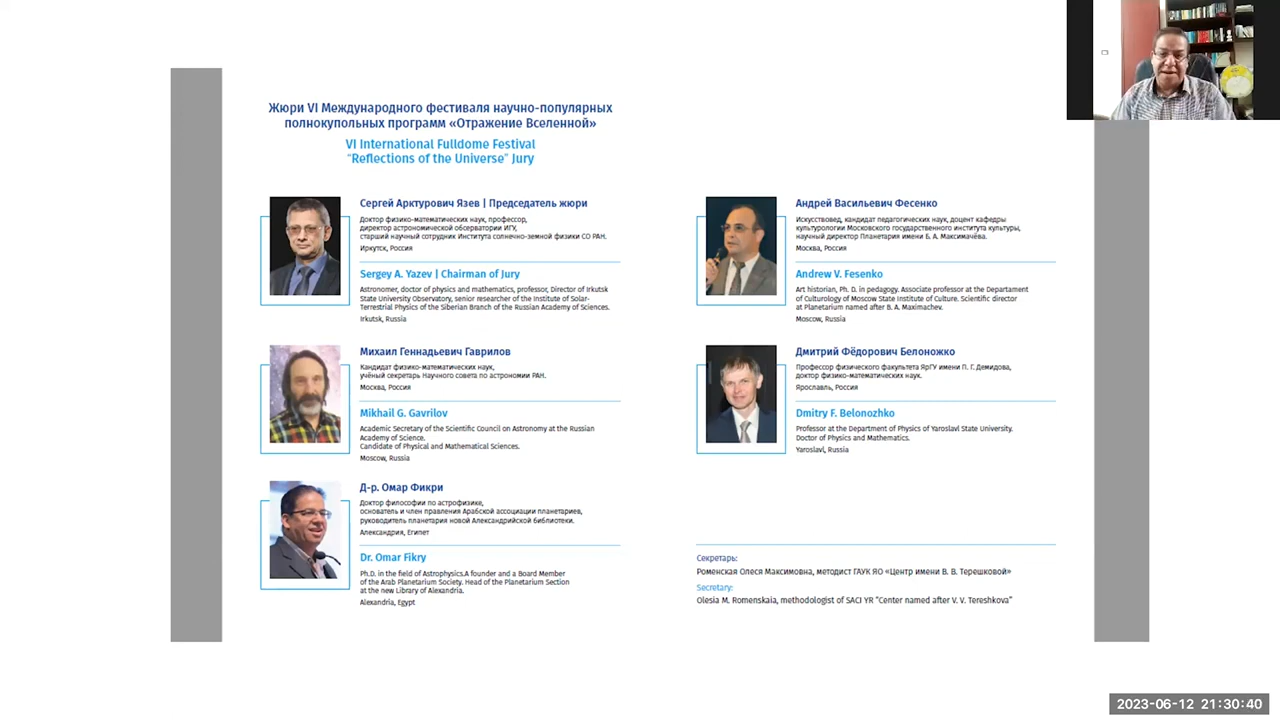 Жюри VI Международного фестиваля научно-популярных
полнокупольных программ «Отражение Вселенной»
VI International Fulldome Festival
“Reflections of the Universe” Jury
Сергей Арктурович Язев | Председатель жюри
Доктор физико-математических наук, профессор,
директор астрономической обсерватории ИГУ,
старший научный сотрудник Института солнечно-земной физики СО РАН.
Иркутск, Россия
Sergey A. Yazev | Chairman of Jury
Astronomer, doctor of physics and mathematics, professor, Director of Irkutsk
State University Observatory, senior researcher of the Institute of Solar-
Terrestrial Physics of the Siberian Branch of the Russian Academy of Sciences.
Irkutsk, Russia
Михаил Геннадьевич Гаврилов
Кандидат физико-математических наук,
учёный секретарь Научного совета по астрономии РАН.
Москва, Россия
Mikhail G. Gavrilov
Academic Secretary of the Scientific Council on Astronomy at the Russian
Academy of Science.
Candidate of Physical and Mathematical Sciences.
Moscow, Russia
Д-р. Омар Фикри
Доктор философии по астрофизике,
основатель и член правления Арабской ассоциации планетариев,
руководитель планетария новой Александрийской библиотеки.
Александрия, Египет
Dr. Omar Fikry
Ph.D. in the field of Astrophysics.A founder and a Board Member
of the Arab Planetarium Society. Head of the Planetarium Section
at the new Library of Alexandria.
Alexandria, Egypt
Андрей Васильевич Фесенко
Искусствовед, кандидат педагогических наук, доцент кафедры
культурологии Московского государственного института культуры,
научный директор Планетария имени Б. А. Максимачёва.
Москва, Россия
Andrew V. Fesenko
Art historian, Ph. D. in pedagogy. Associate professor at the Departament
of Culturology of Moscow State Institute of Culture. Scientific director
at Planetarium named after B. A. Maximachev.
Moscow, Russia
Дмитрий Фёдорович Белоножко
Профессор физического факультета ЯрГУ имени П. Г. Демидова,
доктор физико-математических наук.
Ярославль, Россия
Dmitry F. Belonozhko
Professor at the Department of Physics of Yaroslavl State University.
Doctor of Physics and Mathematics.
Yaroslavl, Russia
Секретарь:
Роменская Олеся Максимовна, методист ГАУК ЯО «Центр имени В. В. Терешковой»
Secretary:
Olesia M. Romenskaia, methodologist of SACI YR “Center named after V. V. Tereshkova”
2023-06-12 21:30:40